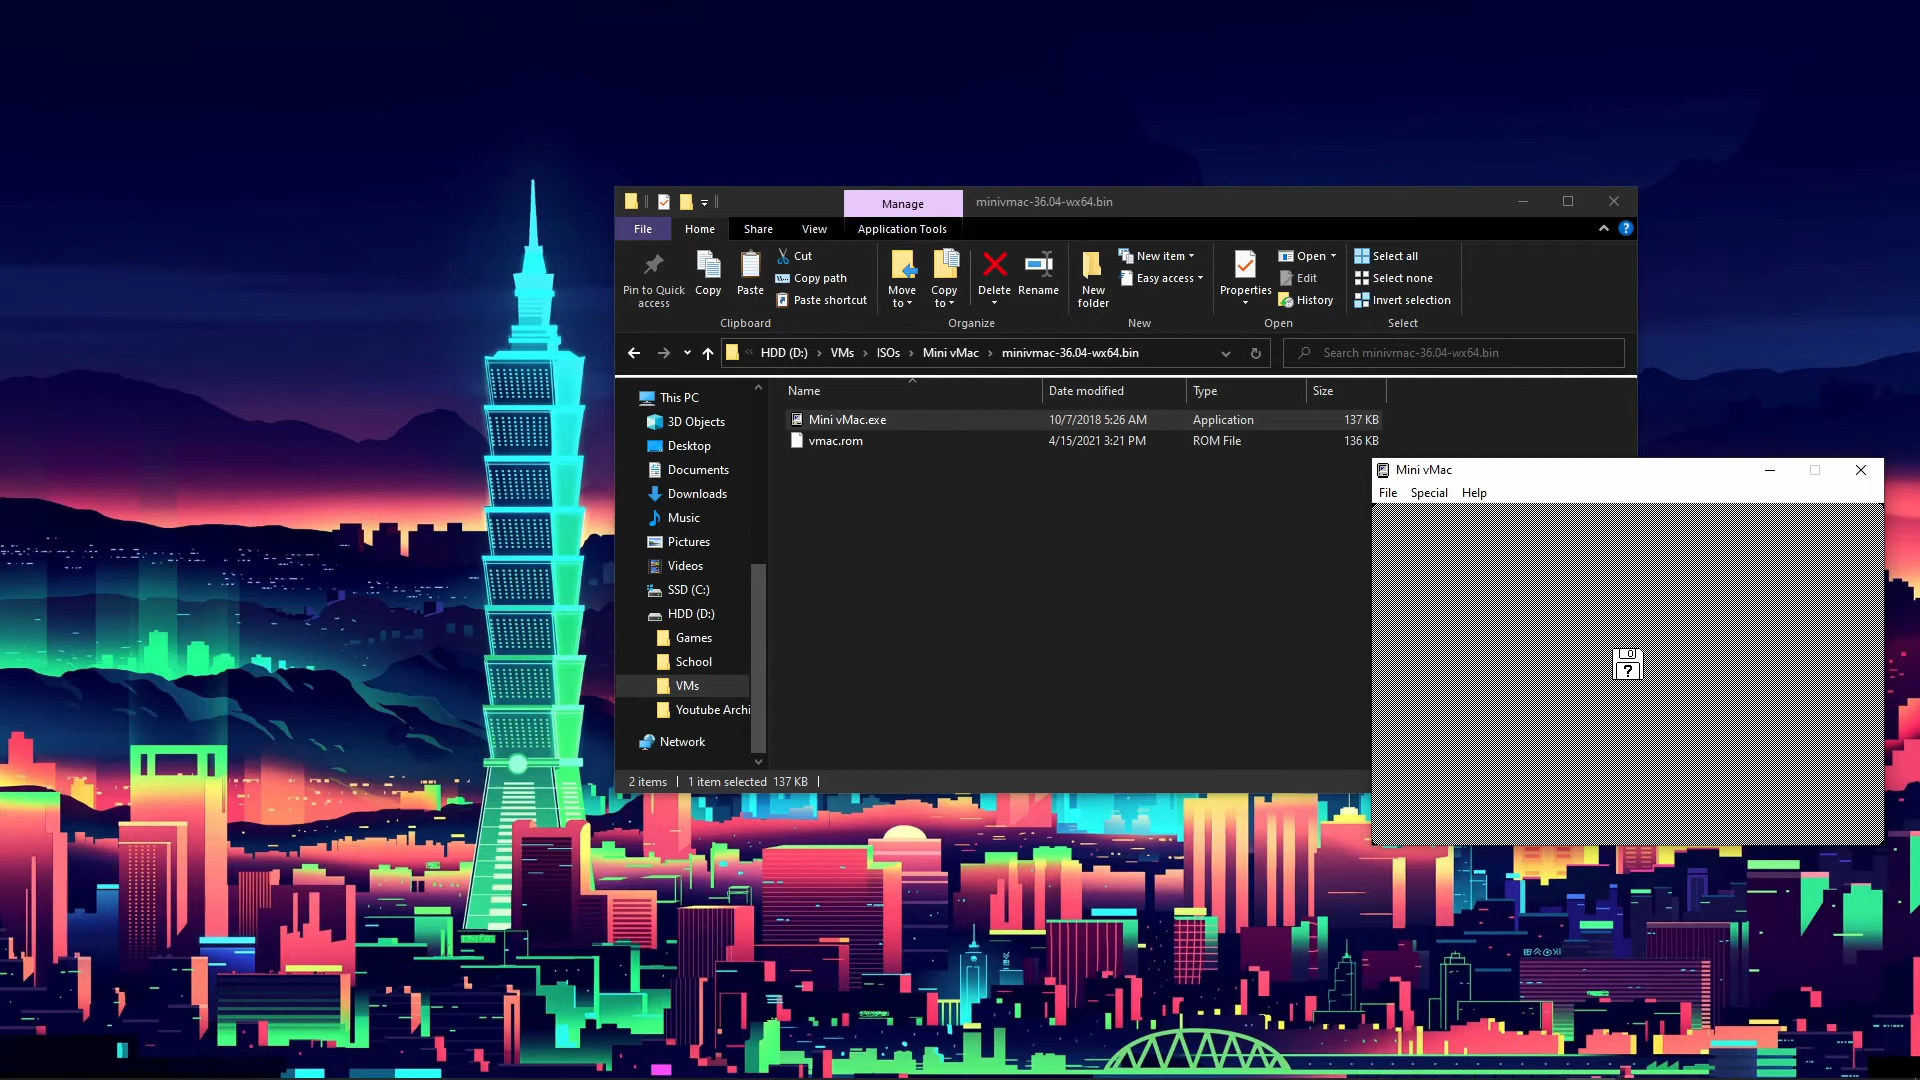 Manage
minivmac-36.04-wx64.bin
File
Home
Share
View
Application Tools
Pin to Quick access
Copy
Paste
Cut
Copy path
Paste shortcut
Clipboard
Move to
Copy to
Delete
Rename
Organize
New folder
New item
Easy access
New
Properties
Open
Edit
History
Open
Select all
Select none
Invert selection
Select
HDD (D:) › VMs › ISOs › Mini vMac › minivmac-36.04-wx64.bin
Search minivmac-36.04-wx64.bin
Name Date modified Type Size
Mini vMac.exe 10/7/2018 5:26 AM Application 137 KB
vmac.rom 4/15/2021 3:21 PM ROM File 136 KB
This PC
3D Objects
Desktop
Documents
Downloads
Music
Pictures
Videos
SSD (C:)
HDD (D:)
Games
School
VMs
Youtube Archi
Network
2 items 1 item selected 137 KB
Mini vMac
File Special Help
?